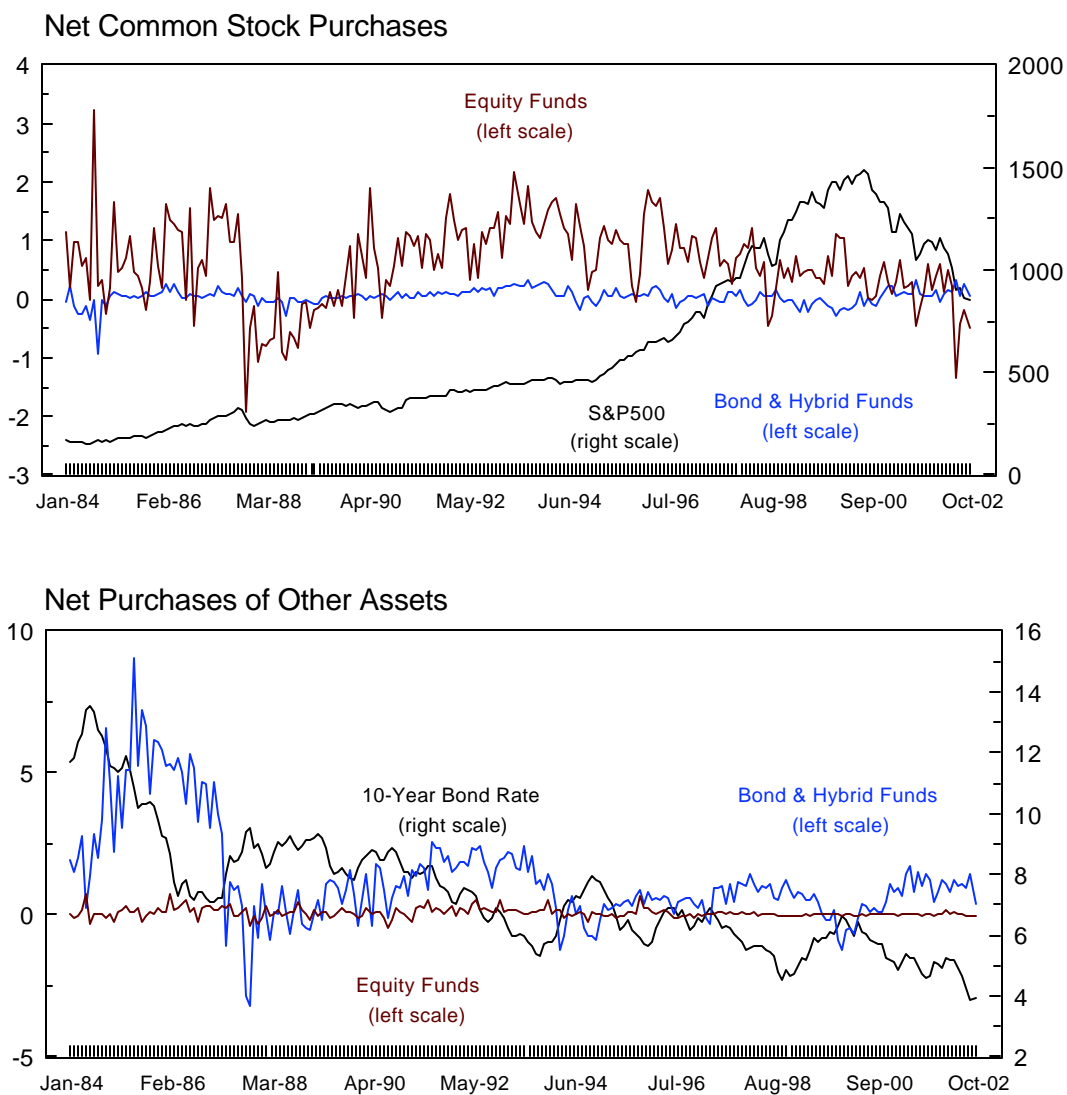 Net Common Stock Purchases
4
3
2
1
0
-1
-2
-3
2000
1500
1000
500
0
Equity Funds
(left scale)
S&P500
(right scale)
Bond & Hybrid Funds
(left scale)
Jan-84 Feb-86 Mar-88 Apr-90 May-92 Jun-94 Jul-96 Aug-98 Sep-00 Oct-02
Net Purchases of Other Assets
10
5
0
-5
16
14
12
10
8
6
4
2
10-Year Bond Rate
(right scale)
Bond & Hybrid Funds
(left scale)
Equity Funds
(left scale)
Jan-84 Feb-86 Mar-88 Apr-90 May-92 Jun-94 Jul-96 Aug-98 Sep-00 Oct-02